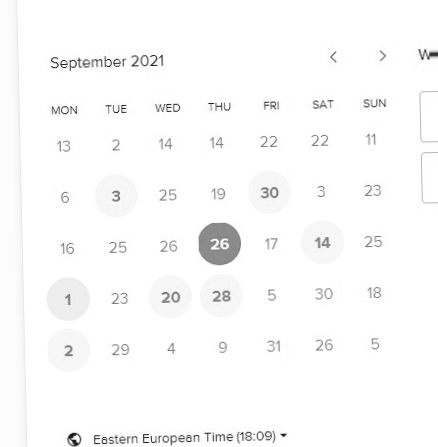 September 2021
MON TUE WED THU FRI SAT SUN
13 2 14 14 22 22 11
6 3 25 19 30 3 23
16 25 26 26 17 14 25
1 23 20 28 5 30 18
2 29 4 9 31 26 5
Eastern European Time (18:09)